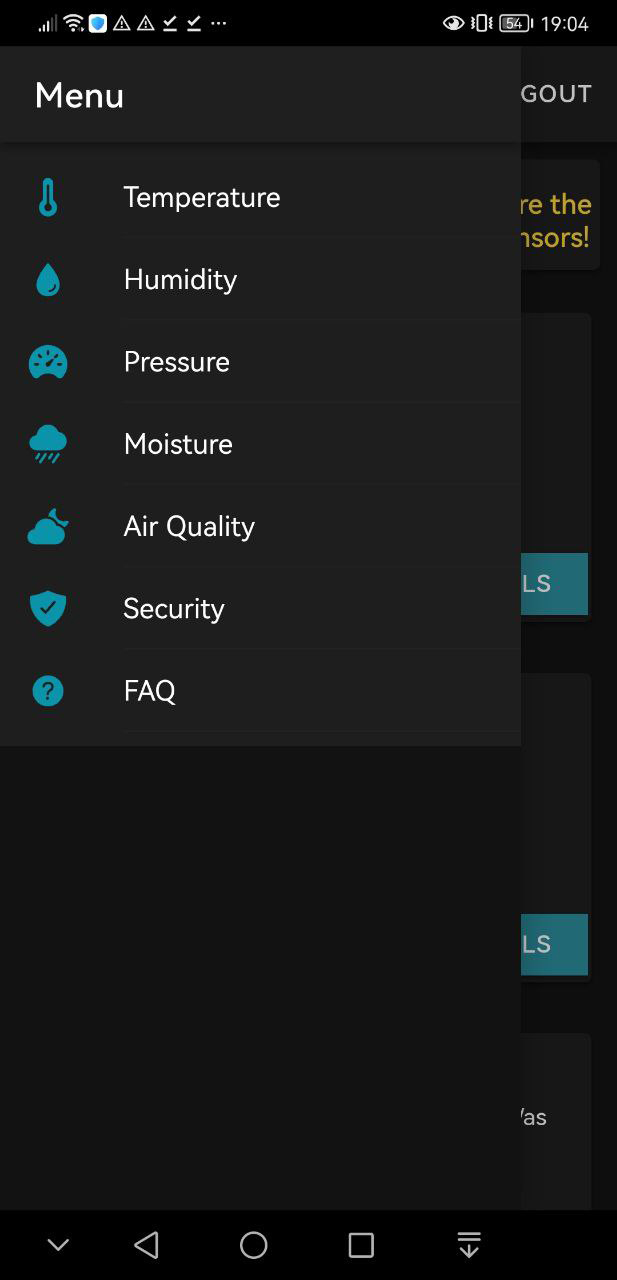 54 19:04
Menu
GOUT
Temperature
re the
nsors!
Humidity
Pressure
Moisture
Air Quality
LS
Security
FAQ
?
LS
as